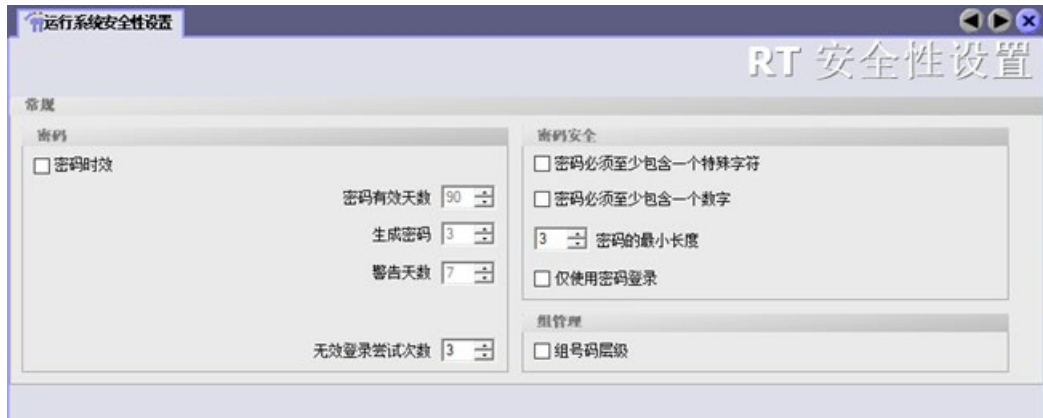 运行系统安全性设置
RT 安全性设置
常规
密码
密码时效
密码有效天数 90
生成密码 3
警告天数 7
无效登录尝试次数 3
密码安全
密码必须至少包含一个特殊字符
密码必须至少包含一个数字
3 密码的最小长度
仅使用密码登录
组管理
组号码层级